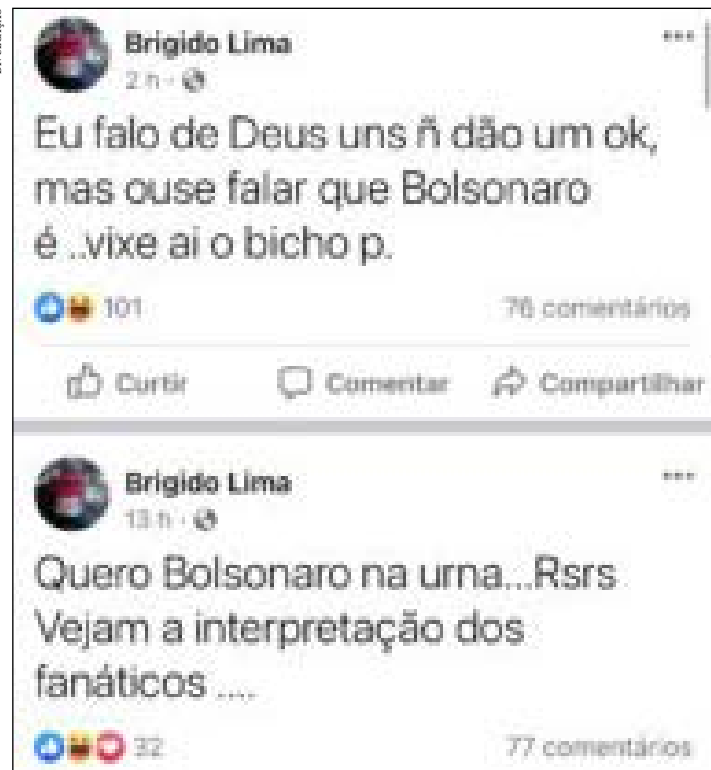 Brigido Lima
2 h
Eu falo de Deus uns ñ dão um ok,
mas ouse falar que Bolsonaro
é ..vixe ai o bicho p.
101 76 comentários
Curtir Comentar Compartilhar
Brigido Lima
13 h
Quero Bolsonaro na urna...Rsrs
Vejam a interpretação dos
fanáticos ....
32 77 comentários